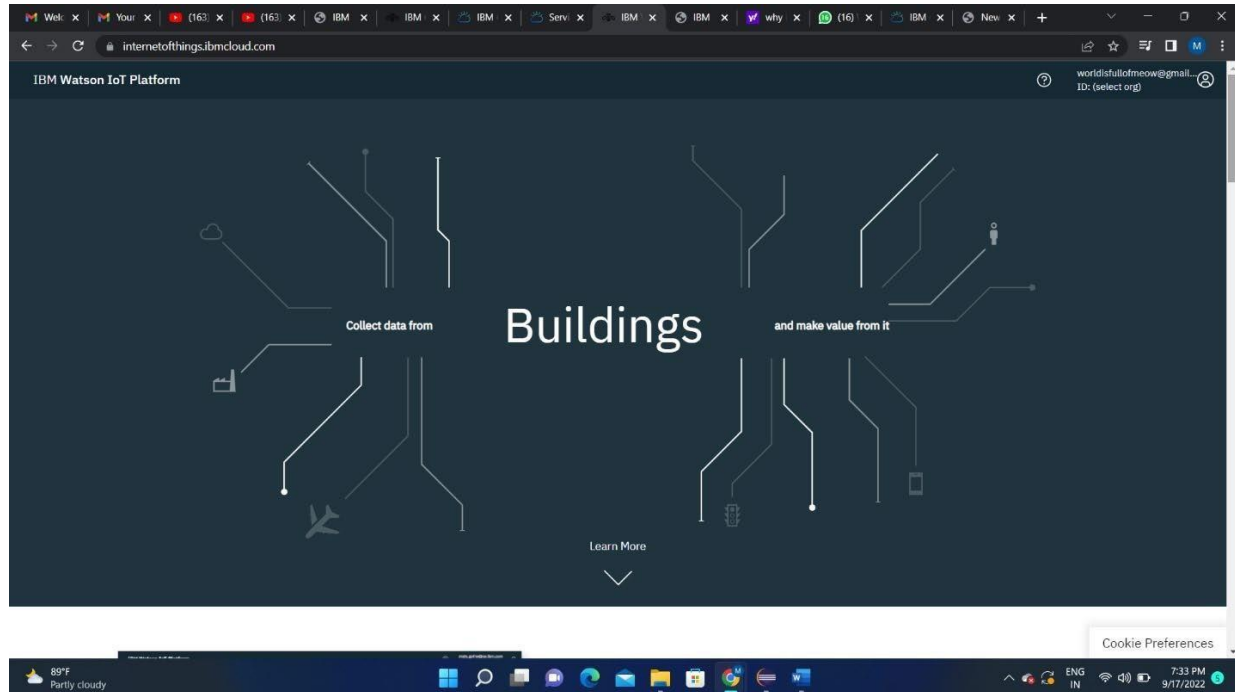 Welc
Your
(163)
(163)
IBM
IBM
IBM
Servi
IBM
IBM
why
(16)
IBM
New
internetofthings.ibmcloud.com
M
IBM Watson IoT Platform
worldisfullofmeow@gmail...
ID: (select org)
Collect data from
Buildings
and make value from it
Learn More
Cookie Preferences
89°F
Partly cloudy
ENG
IN
7:33 PM
9/17/2022
5